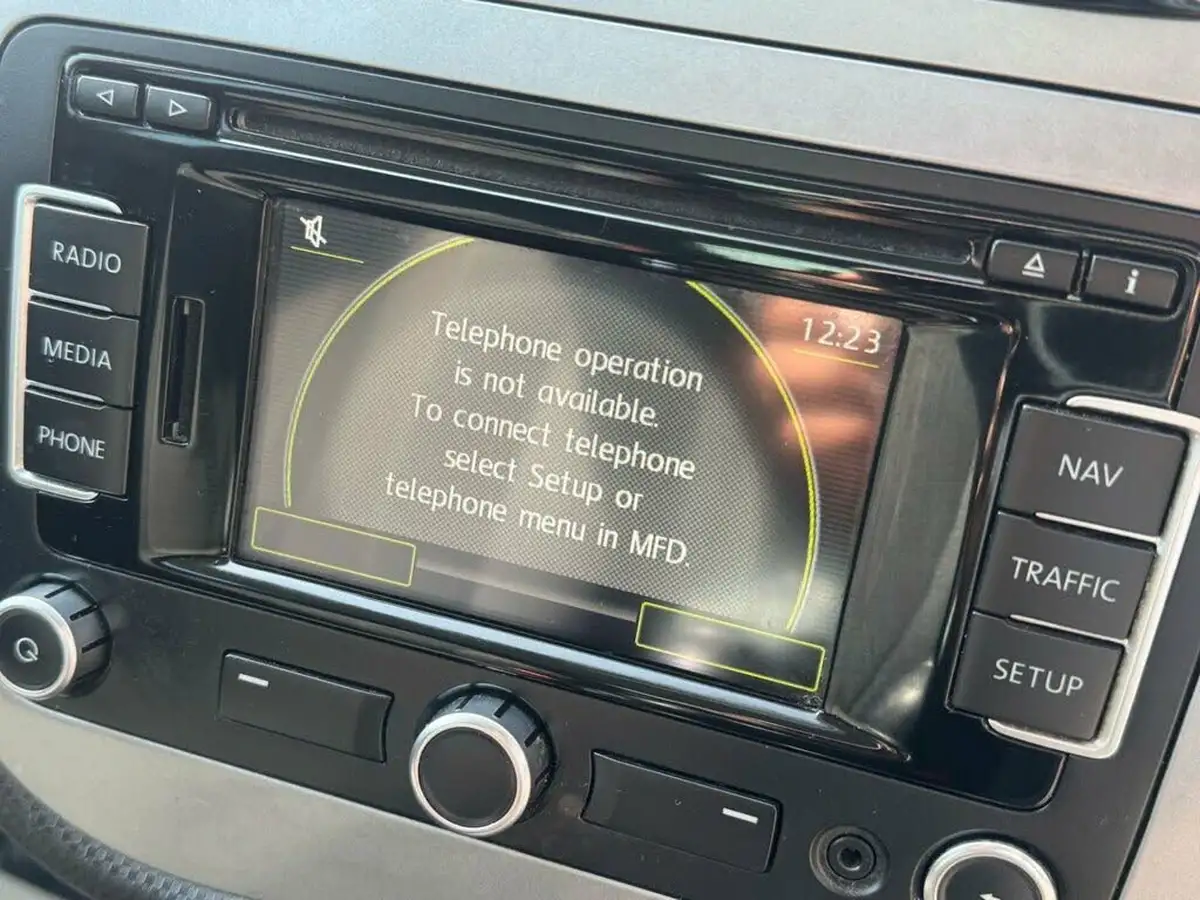 RADIO
MEDIA
PHONE
12:23
Telephone operation
is not available.
To connect telephone
select Setup or
telephone menu in MFD.
i
NAV
TRAFFIC
SETUP